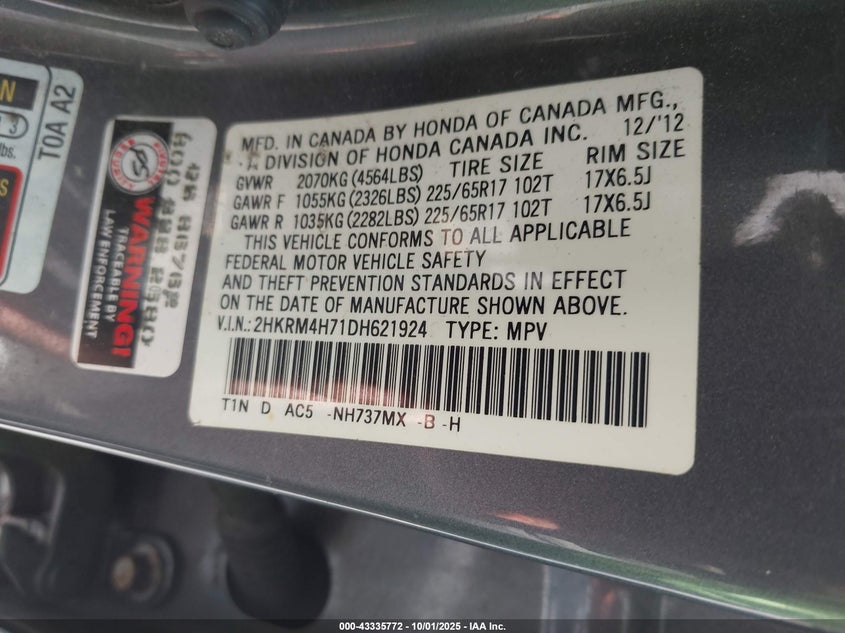 N
3
lbs.
S
T0A A2
WARNING!
TRACEABLE BY
LAW ENFORCEMENT
MFD. IN CANADA BY HONDA OF CANADA MFG.,
A DIVISION OF HONDA CANADA INC. 12/'12
GVWR 2070KG (4564LBS) TIRE SIZE RIM SIZE
GAWR F 1055KG (2326LBS) 225/65R17 102T 17X6.5J
GAWR R 1035KG (2282LBS) 225/65R17 102T 17X6.5J
THIS VEHICLE CONFORMS TO ALL APPLICABLE
FEDERAL MOTOR VEHICLE SAFETY
AND THEFT PREVENTION STANDARDS IN EFFECT
ON THE DATE OF MANUFACTURE SHOWN ABOVE.
V.I.N.: 2HKRM4H71DH621924 TYPE: MPV
T1N D AC5 -NH737MX -B -H
000-43335772 - 10/01/2025 - IAA Inc.